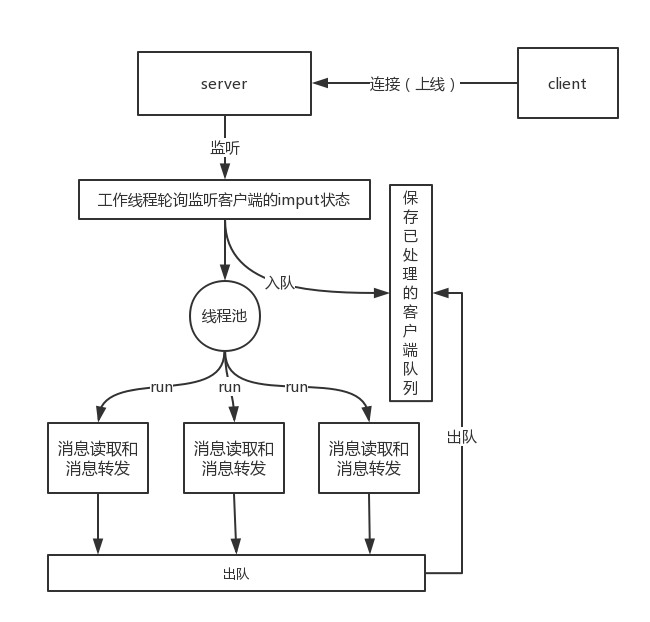 server
连接（上线）
client
监听
工作线程轮询监听客户端的imput状态
保
存
已
处
理
的
客
户
端
队
列
入队
线程池
run
run
run
消息读取和
消息转发
消息读取和
消息转发
消息读取和
消息转发
出队
出队